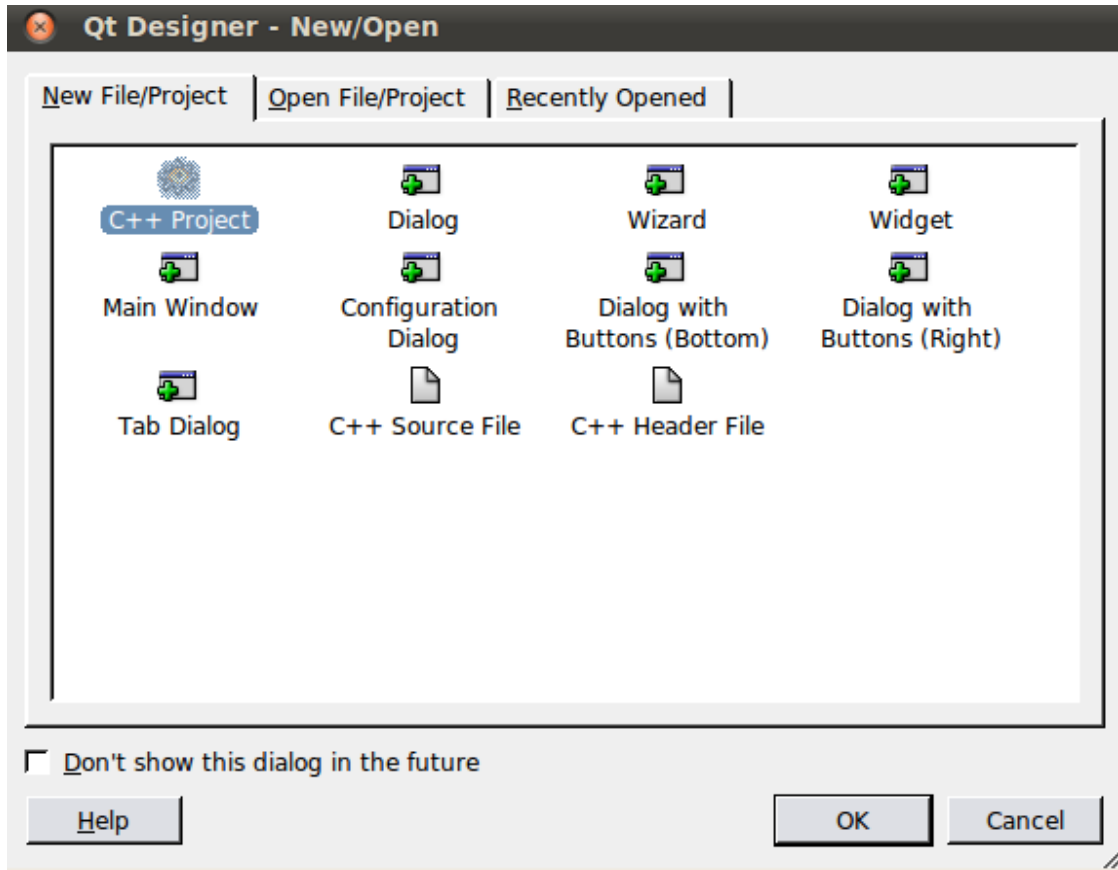 Qt Designer - New/Open
New File/Project
Open File/Project
Recently Opened
C++ Project
Dialog
Wizard
Widget
Main Window
Configuration
Dialog
Dialog with
Buttons (Bottom)
Dialog with
Buttons (Right)
Tab Dialog
C++ Source File
C++ Header File
Don't show this dialog in the future
Help
OK
Cancel